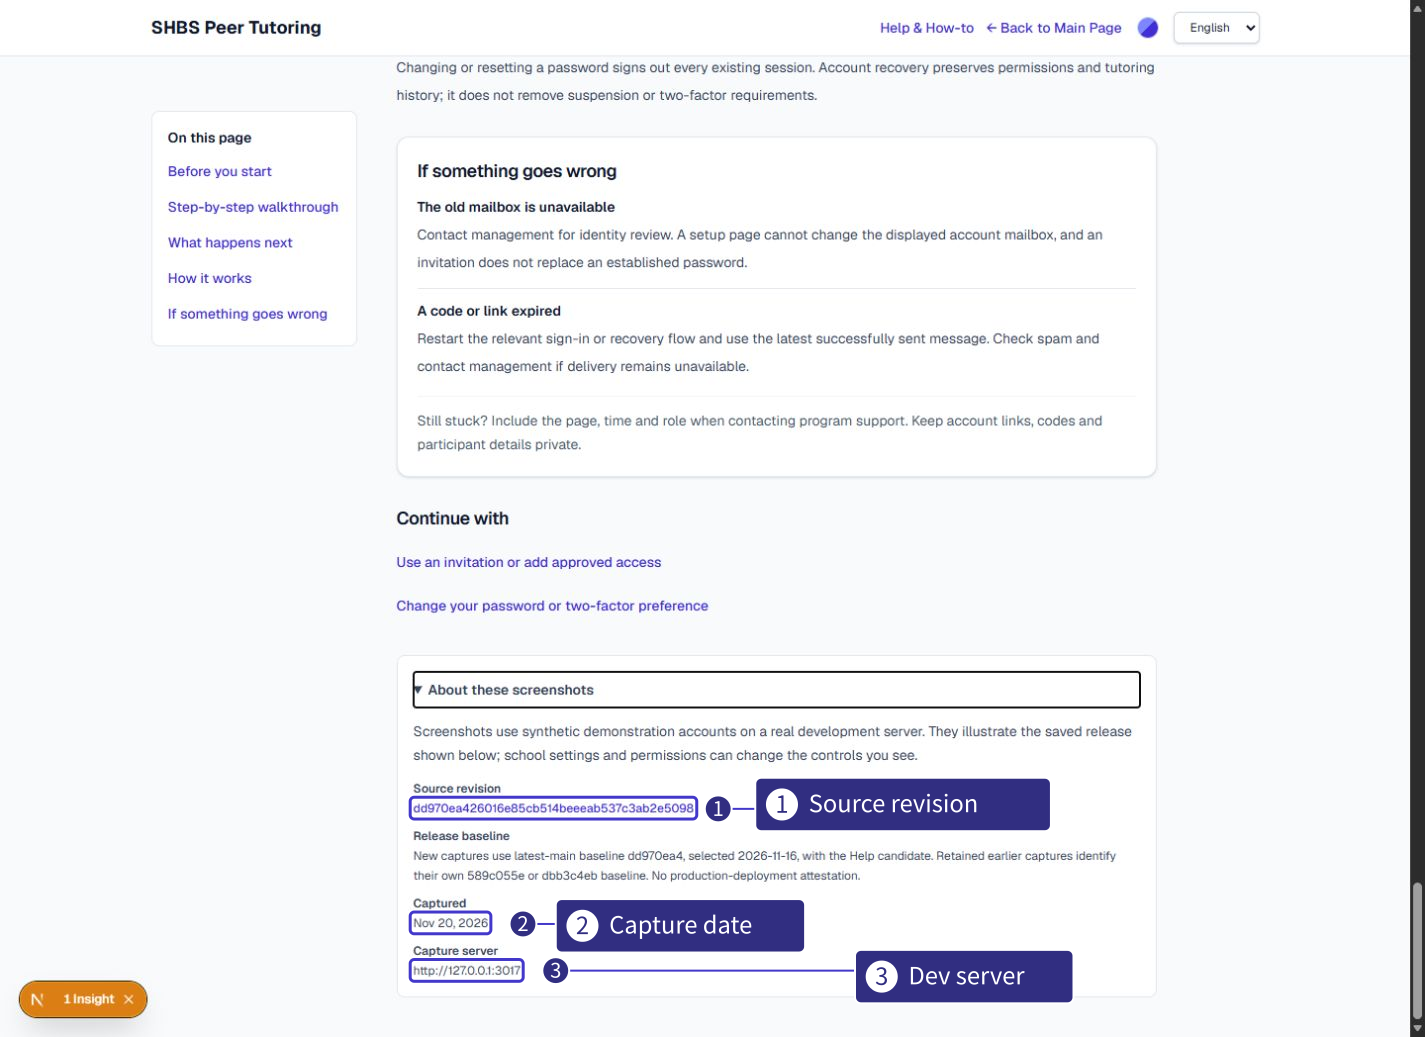 SHBS Peer Tutoring
Help & How-to
← Back to Main Page
English
Changing or resetting a password signs out every existing session. Account recovery preserves permissions and tutoring
history; it does not remove suspension or two-factor requirements.
On this page
Before you start
Step-by-step walkthrough
What happens next
How it works
If something goes wrong
If something goes wrong
The old mailbox is unavailable
Contact management for identity review. A setup page cannot change the displayed account mailbox, and an
invitation does not replace an established password.
A code or link expired
Restart the relevant sign-in or recovery flow and use the latest successfully sent message. Check spam and
contact management if delivery remains unavailable.
Still stuck? Include the page, time and role when contacting program support. Keep account links, codes and
participant details private.
Continue with
Use an invitation or add approved access
Change your password or two-factor preference
▼ About these screenshots
Screenshots use synthetic demonstration accounts on a real development server. They illustrate the saved release
shown below; school settings and permissions can change the controls you see.
Source revision
dd970ea426016e85cb514beeeab537c3ab2e5098
1
1 Source revision
Release baseline
New captures use latest-main baseline dd970ea4, selected 2026-11-16, with the Help candidate. Retained earlier captures identify
their own 589c055e or dbb3c4eb baseline. No production-deployment attestation.
Captured
Nov 20, 2026
2
2 Capture date
Capture server
http://127.0.0.1:3017
3
3 Dev server
N 1 Insight ×